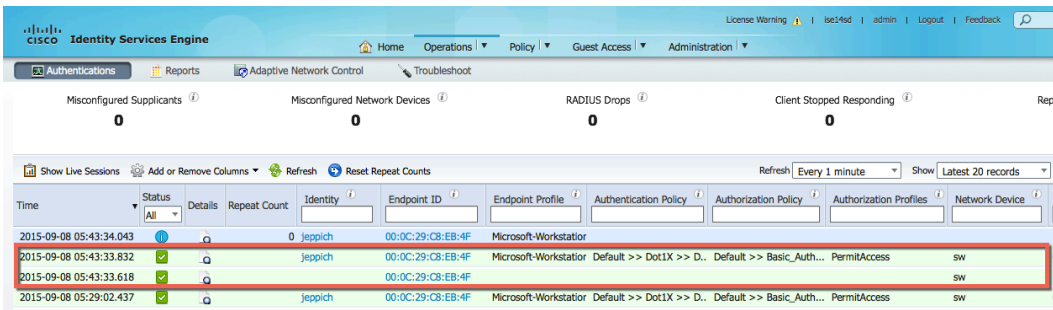 License Warning | ise14sd | admin | Logout | Feedback
CISCO Identity Services Engine
Home Operations Policy Guest Access Administration
Authentications Reports Adaptive Network Control Troubleshoot
Misconfigured Supplicants Misconfigured Network Devices RADIUS Drops Client Stopped Responding Rep
0 0 0 0
Show Live Sessions Add or Remove Columns Refresh Reset Repeat Counts Refresh Every 1 minute Show Latest 20 records
Time Status Details Repeat Count Identity Endpoint ID Endpoint Profile Authentication Policy Authorization Policy Authorization Profiles Network Device
All
2015-09-08 05:43:34.043 0 jeppich 00:0C:29:C8:EB:4F Microsoft-Workstatior
2015-09-08 05:43:33.832 jeppich 00:0C:29:C8:EB:4F Microsoft-Workstatior Default >> Dot1X >> D.. Default >> Basic_Auth... PermitAccess sw
2015-09-08 05:43:33.618 00:0C:29:C8:EB:4F sw
2015-09-08 05:29:02.437 jeppich 00:0C:29:C8:EB:4F Microsoft-Workstatior Default >> Dot1X >> D.. Default >> Basic_Auth... PermitAccess sw